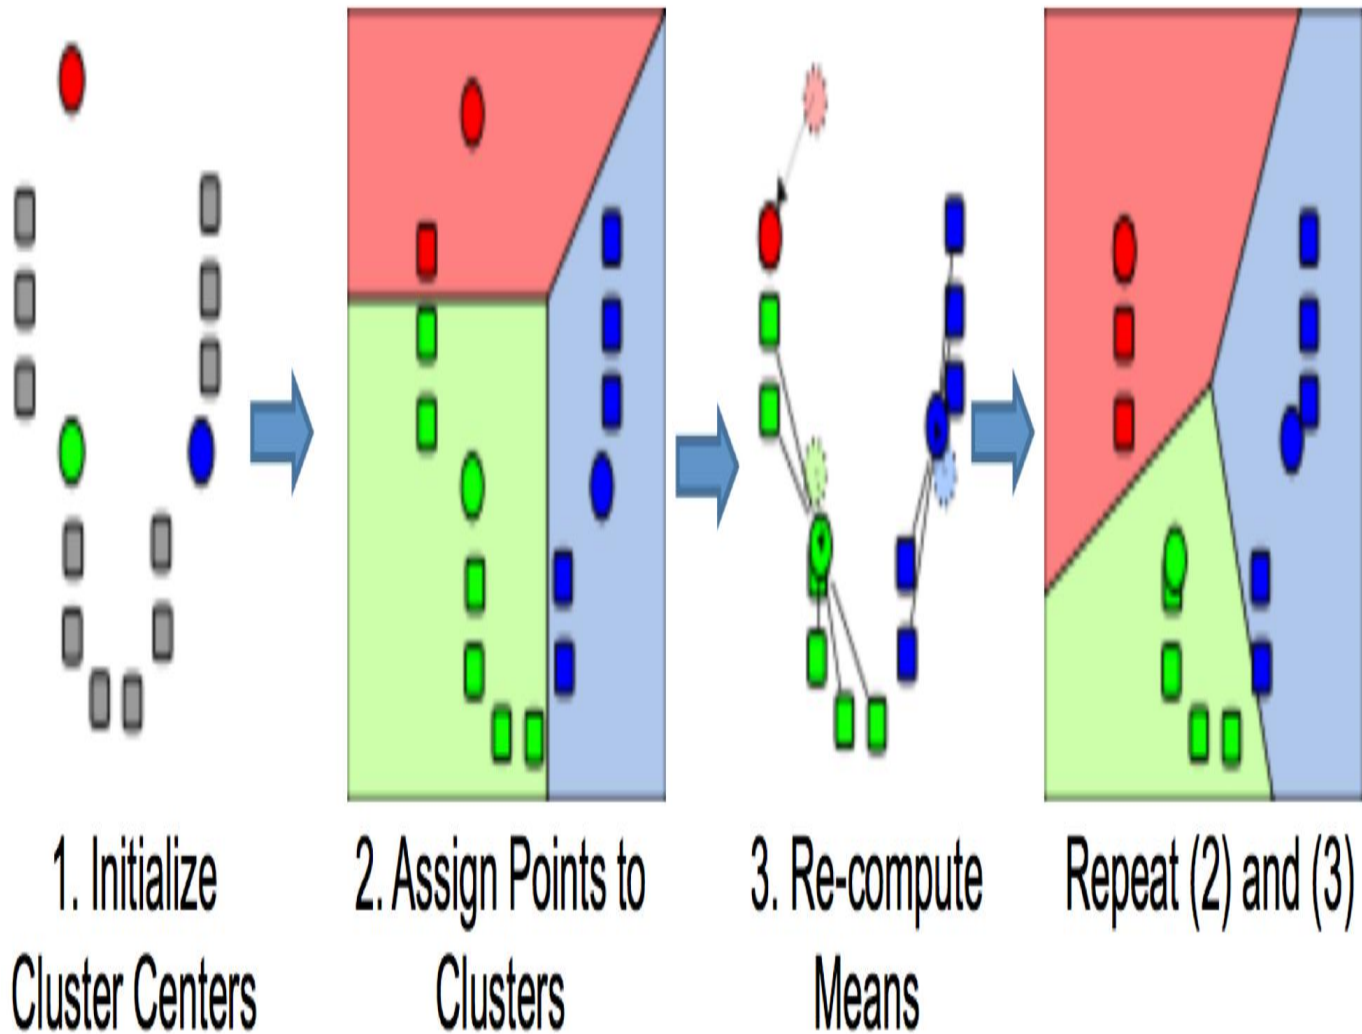 1. Initialize
Cluster Centers
2. Assign Points to
Clusters
3. Re-compute
Means
Repeat (2) and (3)